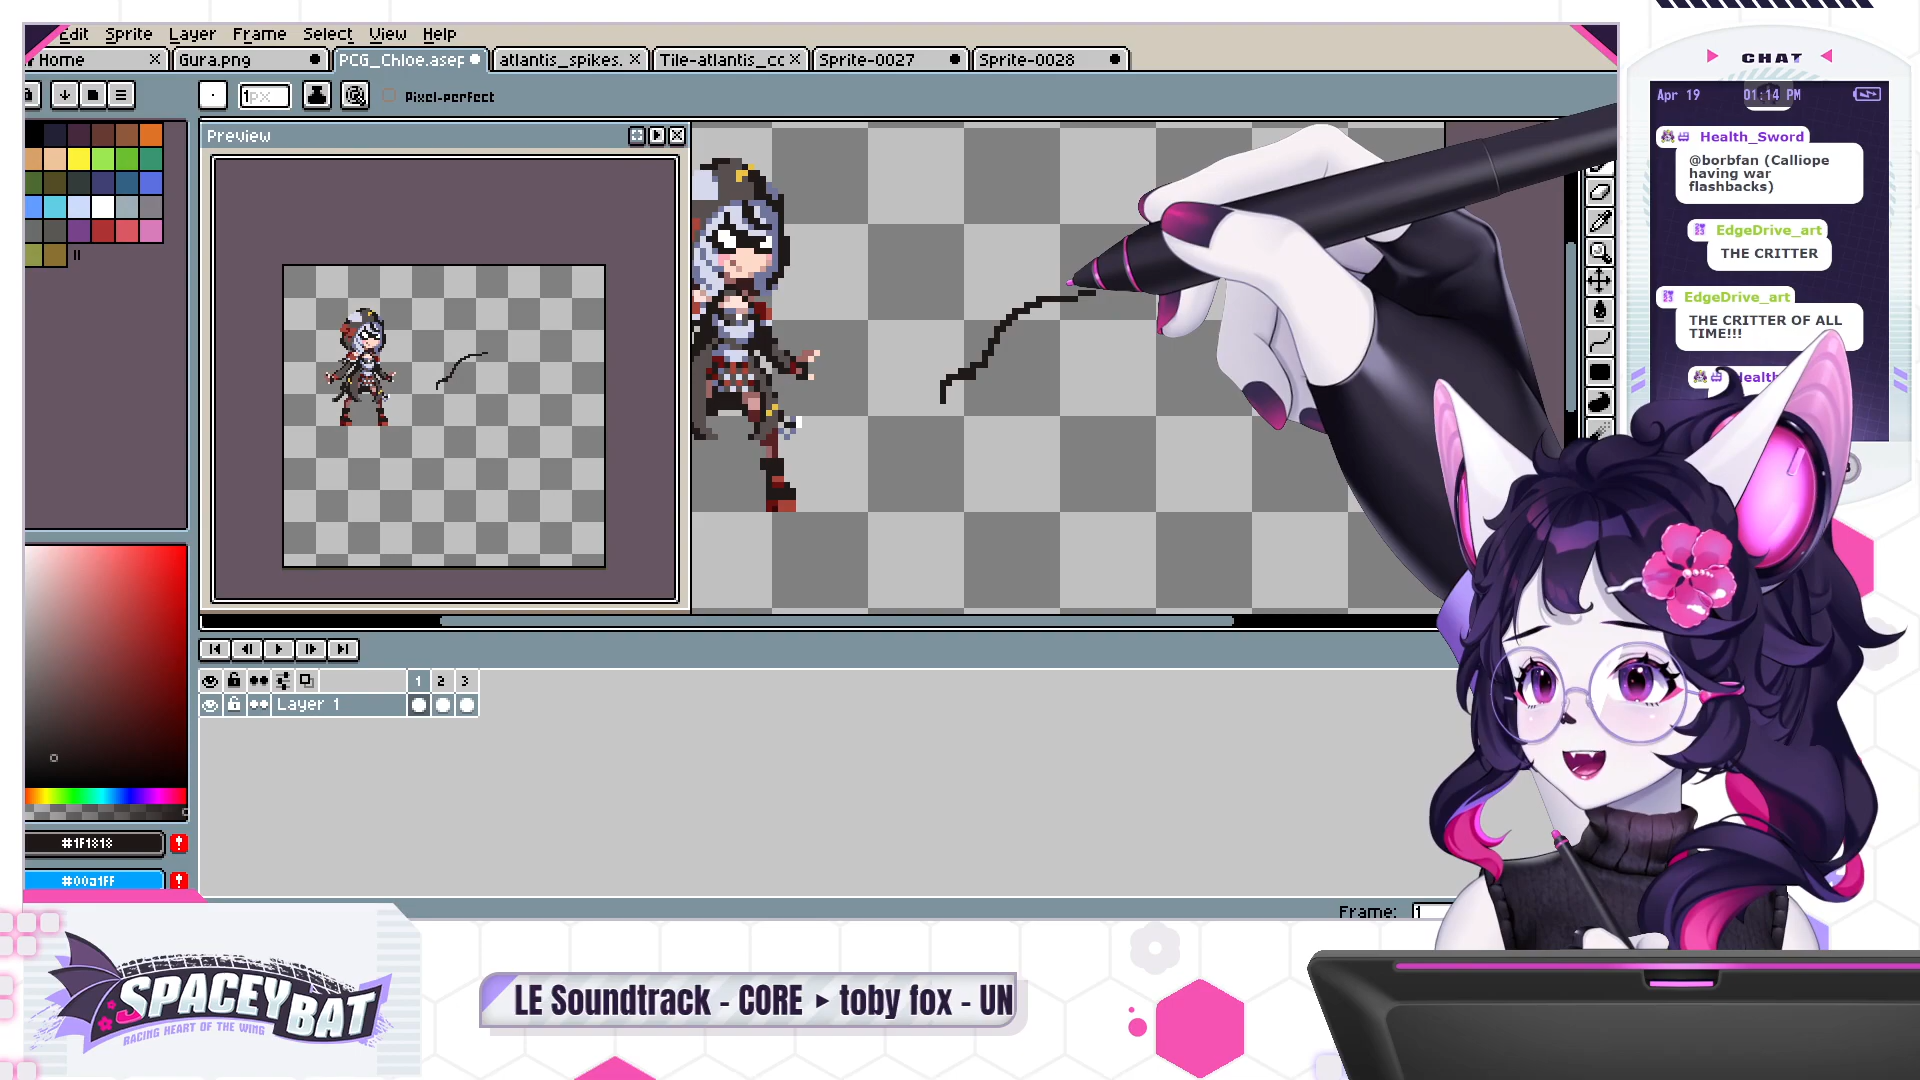 Edit Sprite Layer Frame Select View Help
Home
Gura.png
PCG_Chloe.asep
atlantis_spikes.
Tile-atlantis_cc
Sprite-0027
Sprite-0028
Pixel-perfect
Preview
CHAT
Apr 19
01:14 PM
Health_Sword
@borbfan (Calliope
having war
flashbacks)
EdgeDrive_art
THE CRITTER
EdgeDrive_art
THE CRITTER OF ALL
TIME!!!
1 2 3
Layer 1
#1F1818
#00a1FF
Frame: 1
SPACEYBAT
RACING HEART OF THE WING
LE Soundtrack - CORE ▸ toby fox - UN